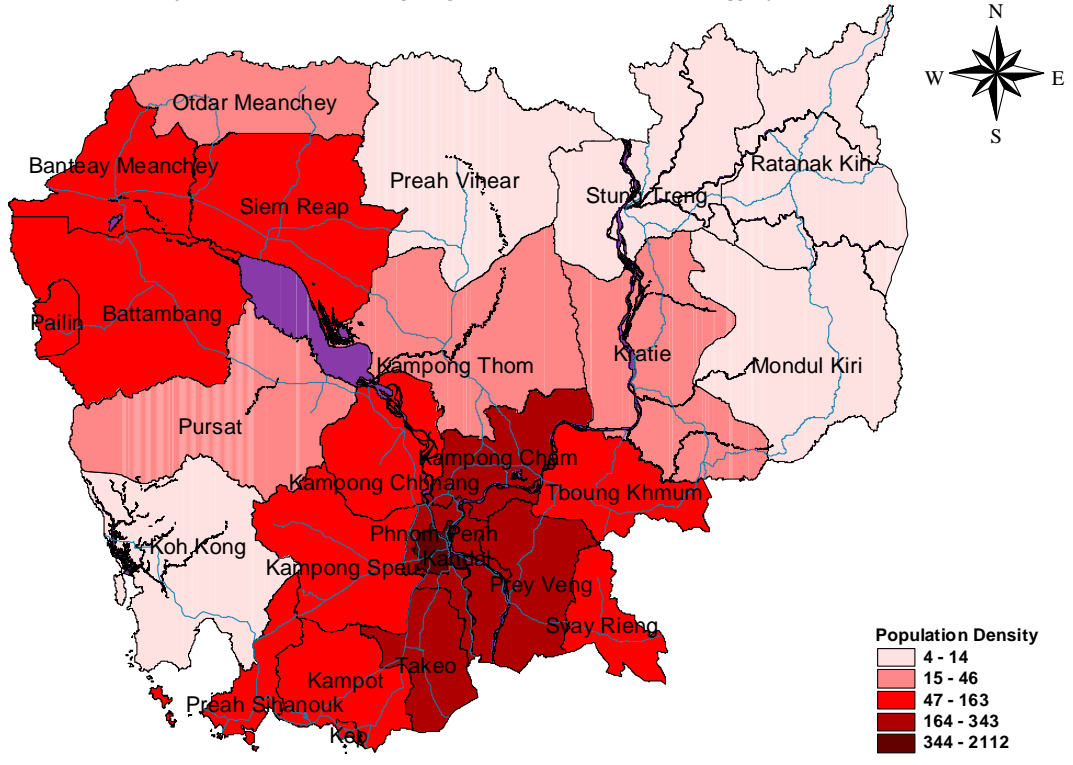 N
W
E
S
Otdar Meanchey
Banteay Meanchey
Ratanak Kiri
Preah Vihear
Stung Treng
Siem Reap
Battambang
Pailin
Kratie
Kampong Thom
Mondul Kiri
Pursat
Kampong Cham
Kampong Chhnang
Tboung Khmum
Phnom Penh
Koh Kong
Kandal
Kampong Speu
Prey Veng
Svay Rieng
Takeo
Kampot
Preah Sihanouk
Kep
Population Density
4 - 14
15 - 46
47 - 163
164 - 343
344 - 2112